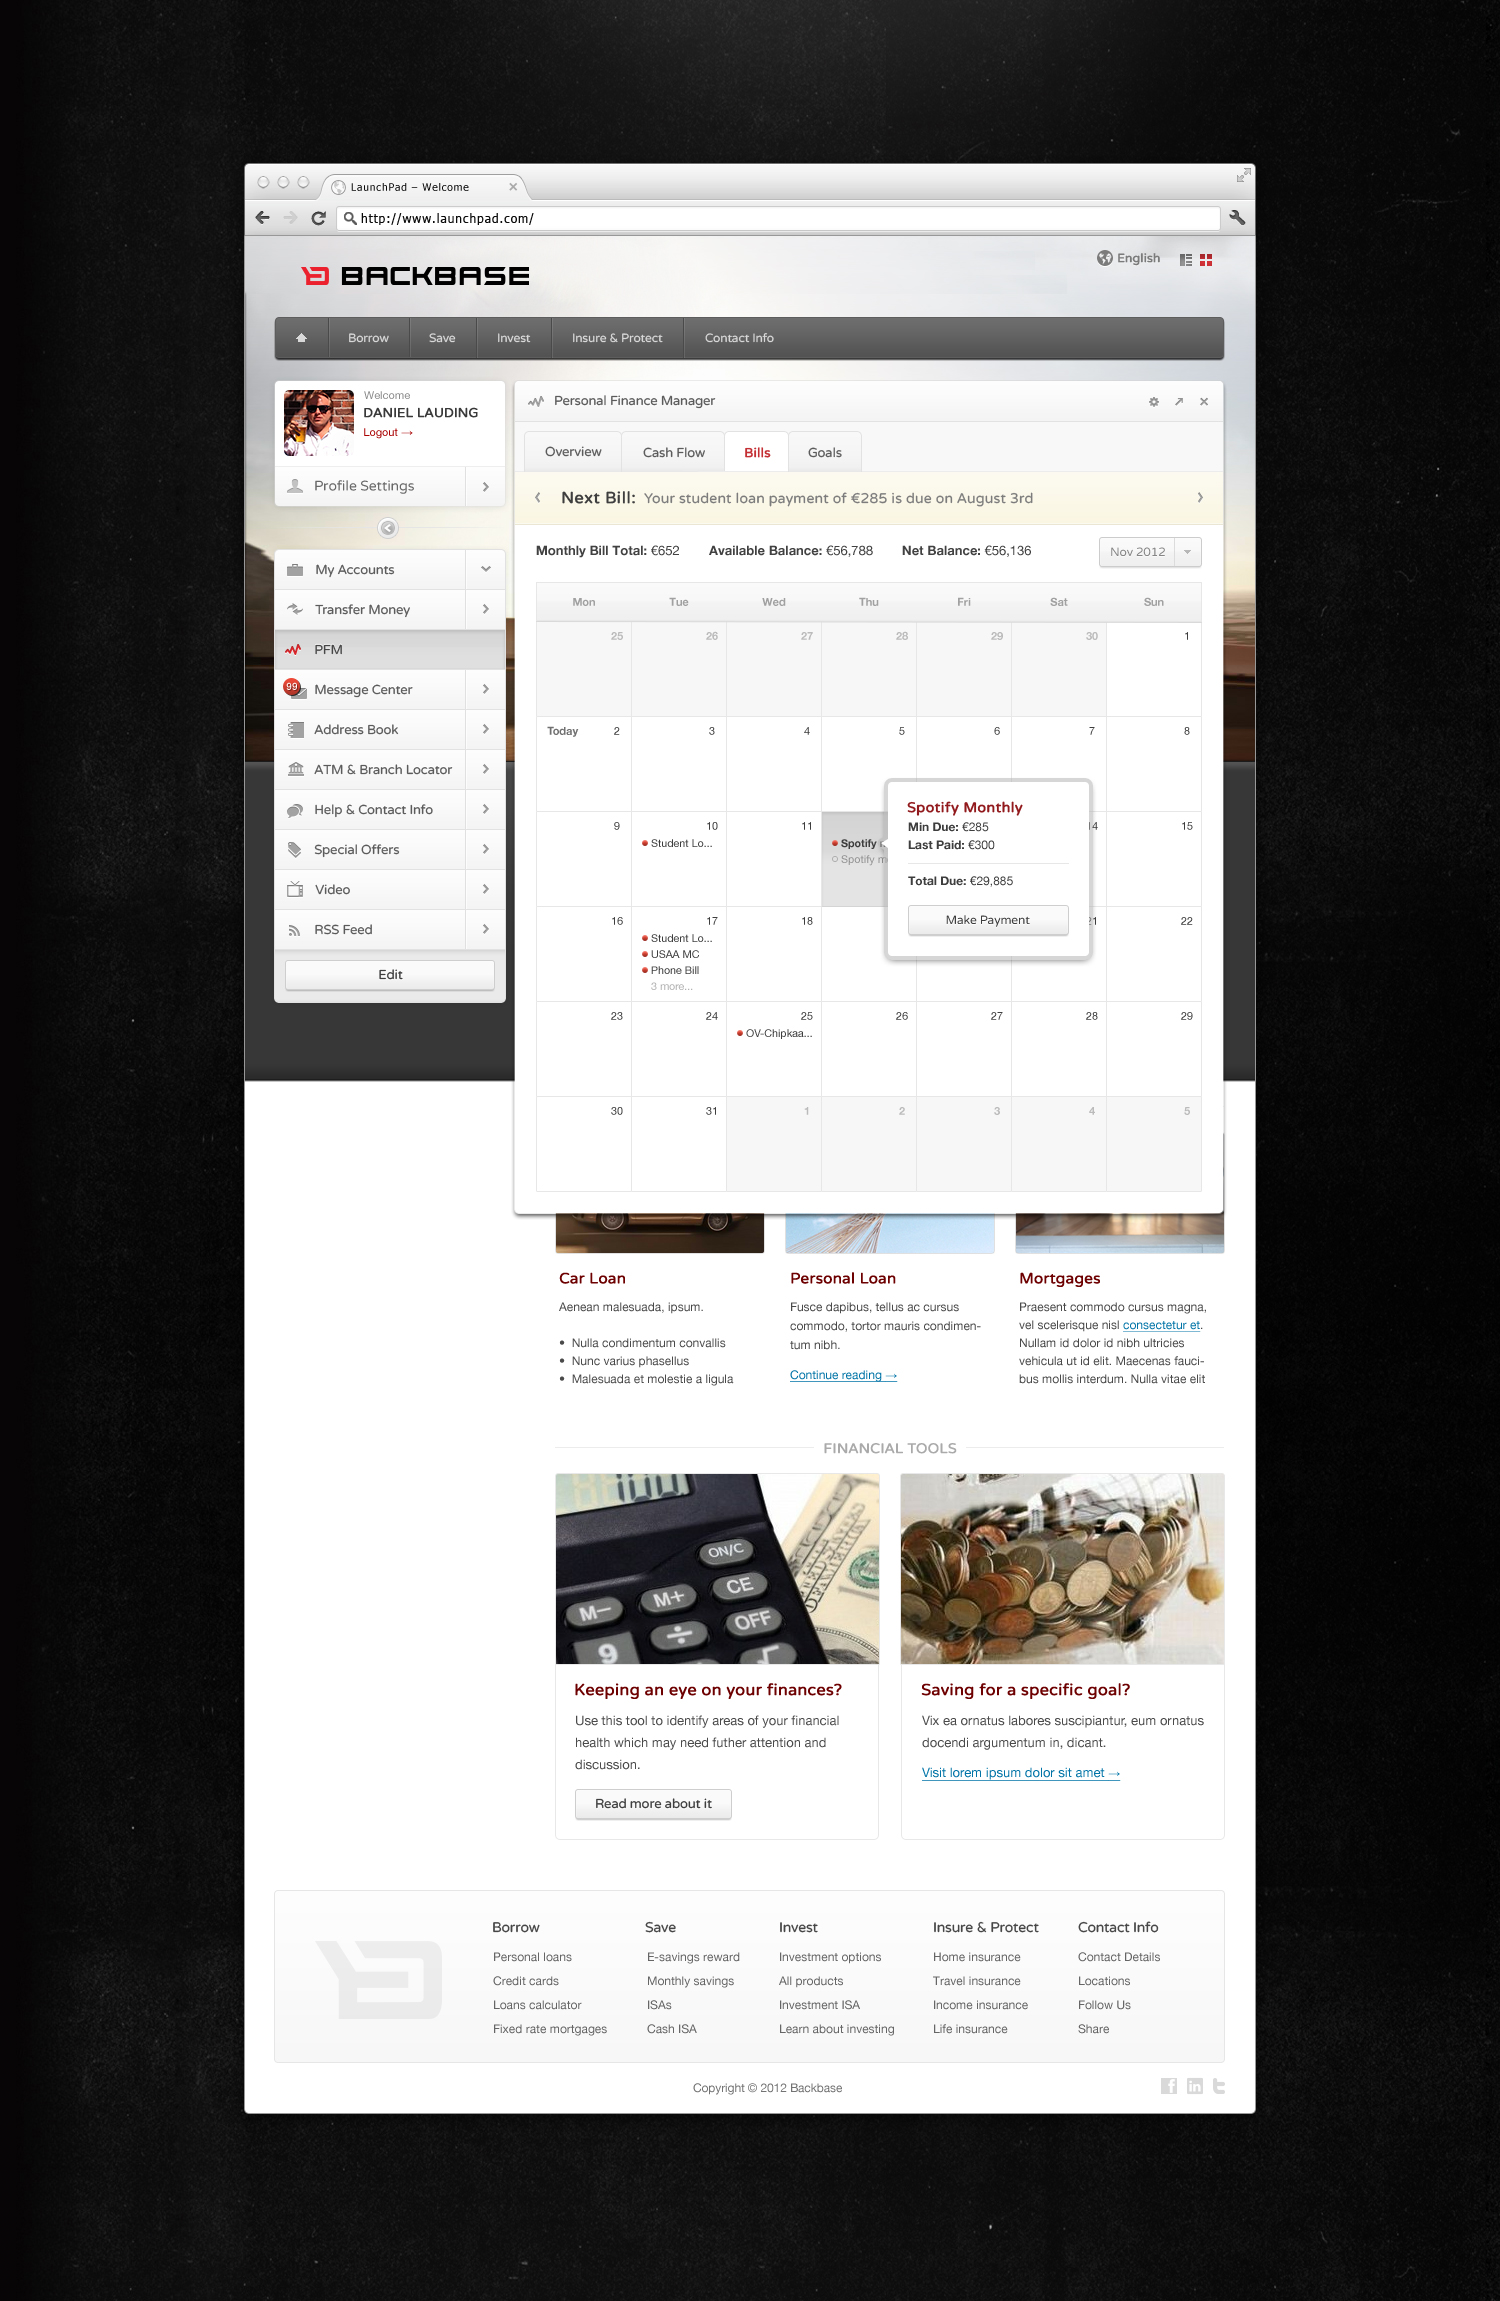 LaunchPad – Welcome
http://www.launchpad.com/
BACKBASE
English
Borrow
Save
Invest
Insure & Protect
Contact Info
Welcome
DANIEL LAUDING
Logout →
Profile Settings
My Accounts
Transfer Money
PFM
99
Message Center
Address Book
ATM & Branch Locator
Help & Contact Info
Special Offers
Video
RSS Feed
Edit
Personal Finance Manager
Overview
Cash Flow
Bills
Goals
Next Bill: Your student loan payment of €285 is due on August 3rd
Monthly Bill Total: €652
Available Balance: €56,788
Net Balance: €56,136
Nov 2012
Mon Tue Wed Thu Fri Sat Sun
25 26 27 28 29 30 1
Today 2 3 4 5 6 7 8
9 10 11 14 15
Student Lo...
Spotify
Spotify m
Spotify Monthly
Min Due: €285
Last Paid: €300
Total Due: €29,885
Make Payment
16 17 18 21 22
Student Lo...
USAA MC
Phone Bill
3 more...
23 24 25 26 27 28 29
OV-Chipkaa...
30 31 1 2 3 4 5
Car Loan
Aenean malesuada, ipsum.
• Nulla condimentum convallis
• Nunc varius phasellus
• Malesuada et molestie a ligula
Personal Loan
Fusce dapibus, tellus ac cursus
commodo, tortor mauris condimen-
tum nibh.
Continue reading →
Mortgages
Praesent commodo cursus magna,
vel scelerisque nisl consectetur et.
Nullam id dolor id nibh ultricies
vehicula ut id elit. Maecenas fauci-
bus mollis interdum. Nulla vitae elit
FINANCIAL TOOLS
100
ON/C
M− M+ CE
9 ÷ OFF
√
Keeping an eye on your finances?
Use this tool to identify areas of your financial
health which may need futher attention and
discussion.
Read more about it
Saving for a specific goal?
Vix ea ornatus labores suscipiantur, eum ornatus
docendi argumentum in, dicant.
Visit lorem ipsum dolor sit amet →
Borrow
Personal loans
Credit cards
Loans calculator
Fixed rate mortgages
Save
E-savings reward
Monthly savings
ISAs
Cash ISA
Invest
Investment options
All products
Investment ISA
Learn about investing
Insure & Protect
Home insurance
Travel insurance
Income insurance
Life insurance
Contact Info
Contact Details
Locations
Follow Us
Share
Copyright © 2012 Backbase